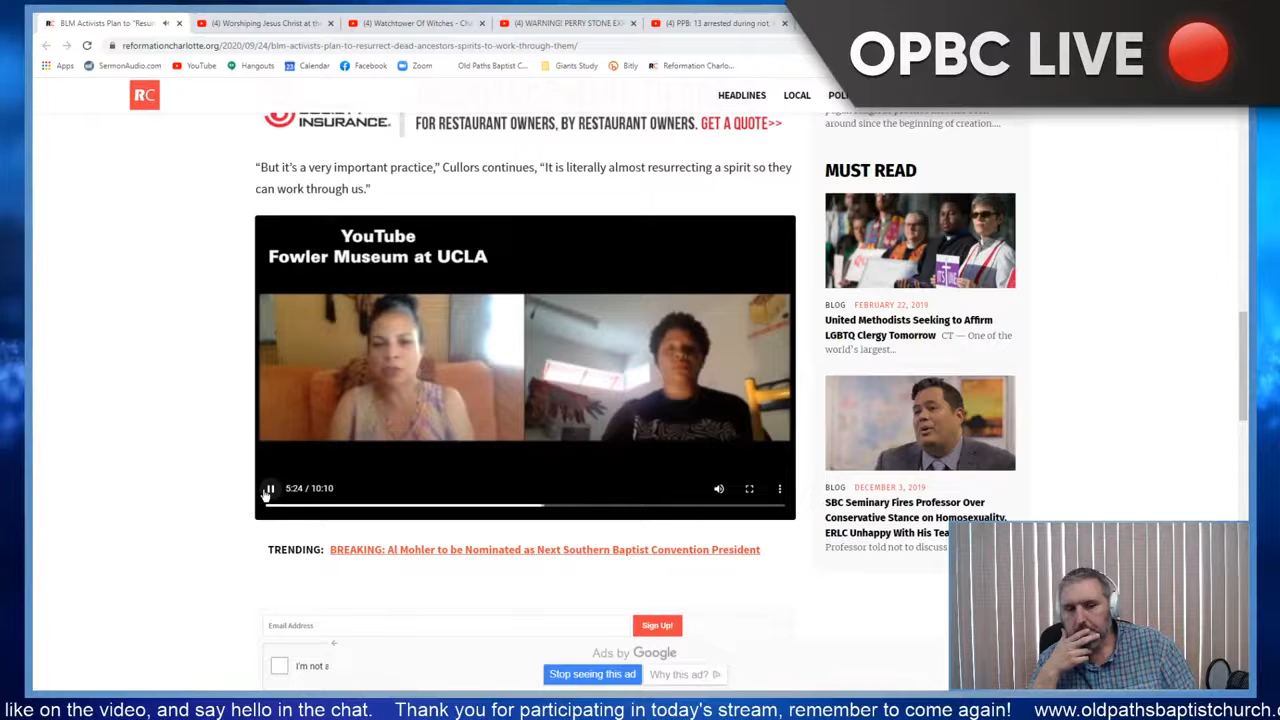 BLM Activists Plan to "Resur
(4) Worshiping Jesus Christ at th
(4) Watchtower Of Witches - Ch
(4) WARNING! PERRY STONE EX
(4) PPB: 13 arrested during riot,
OPBC LIVE
reformationcharlotte.org/2020/09/24/blm-activists-plan-to-resurrect-dead-ancestors-spirits-to-work-through-them/
Apps SermonAudio.com YouTube Hangouts Calendar Facebook Zoom Old Paths Baptist C... Giants Study Bitly Reformation Charlo...
RC
HEADLINES LOCAL
INSURANCE.
FOR RESTAURANT OWNERS, BY RESTAURANT OWNERS. GET A QUOTE>>
around since the beginning of creation....
“But it’s a very important practice,” Cullors continues, “It is literally almost resurrecting a spirit so they
can work through us.”
MUST READ
YouTube
Fowler Museum at UCLA
BLOG FEBRUARY 22, 2019
United Methodists Seeking to Affirm
LGBTQ Clergy Tomorrow CT — One of the
world's largest...
5:24 / 10:10
BLOG DECEMBER 3, 2019
SBC Seminary Fires Professor Over
Conservative Stance on Homosexuality,
ERLC Unhappy With His Te
Professor told not to discuss
TRENDING: BREAKING: Al Mohler to be Nominated as Next Southern Baptist Convention President
Email Address
Sign Up!
I'm not a
Ads by Google
Stop seeing this ad
Why this ad?
like on the video, and say hello in the chat. Thank you for participating in today's stream, remember to come again! www.oldpathsbaptistchurch.